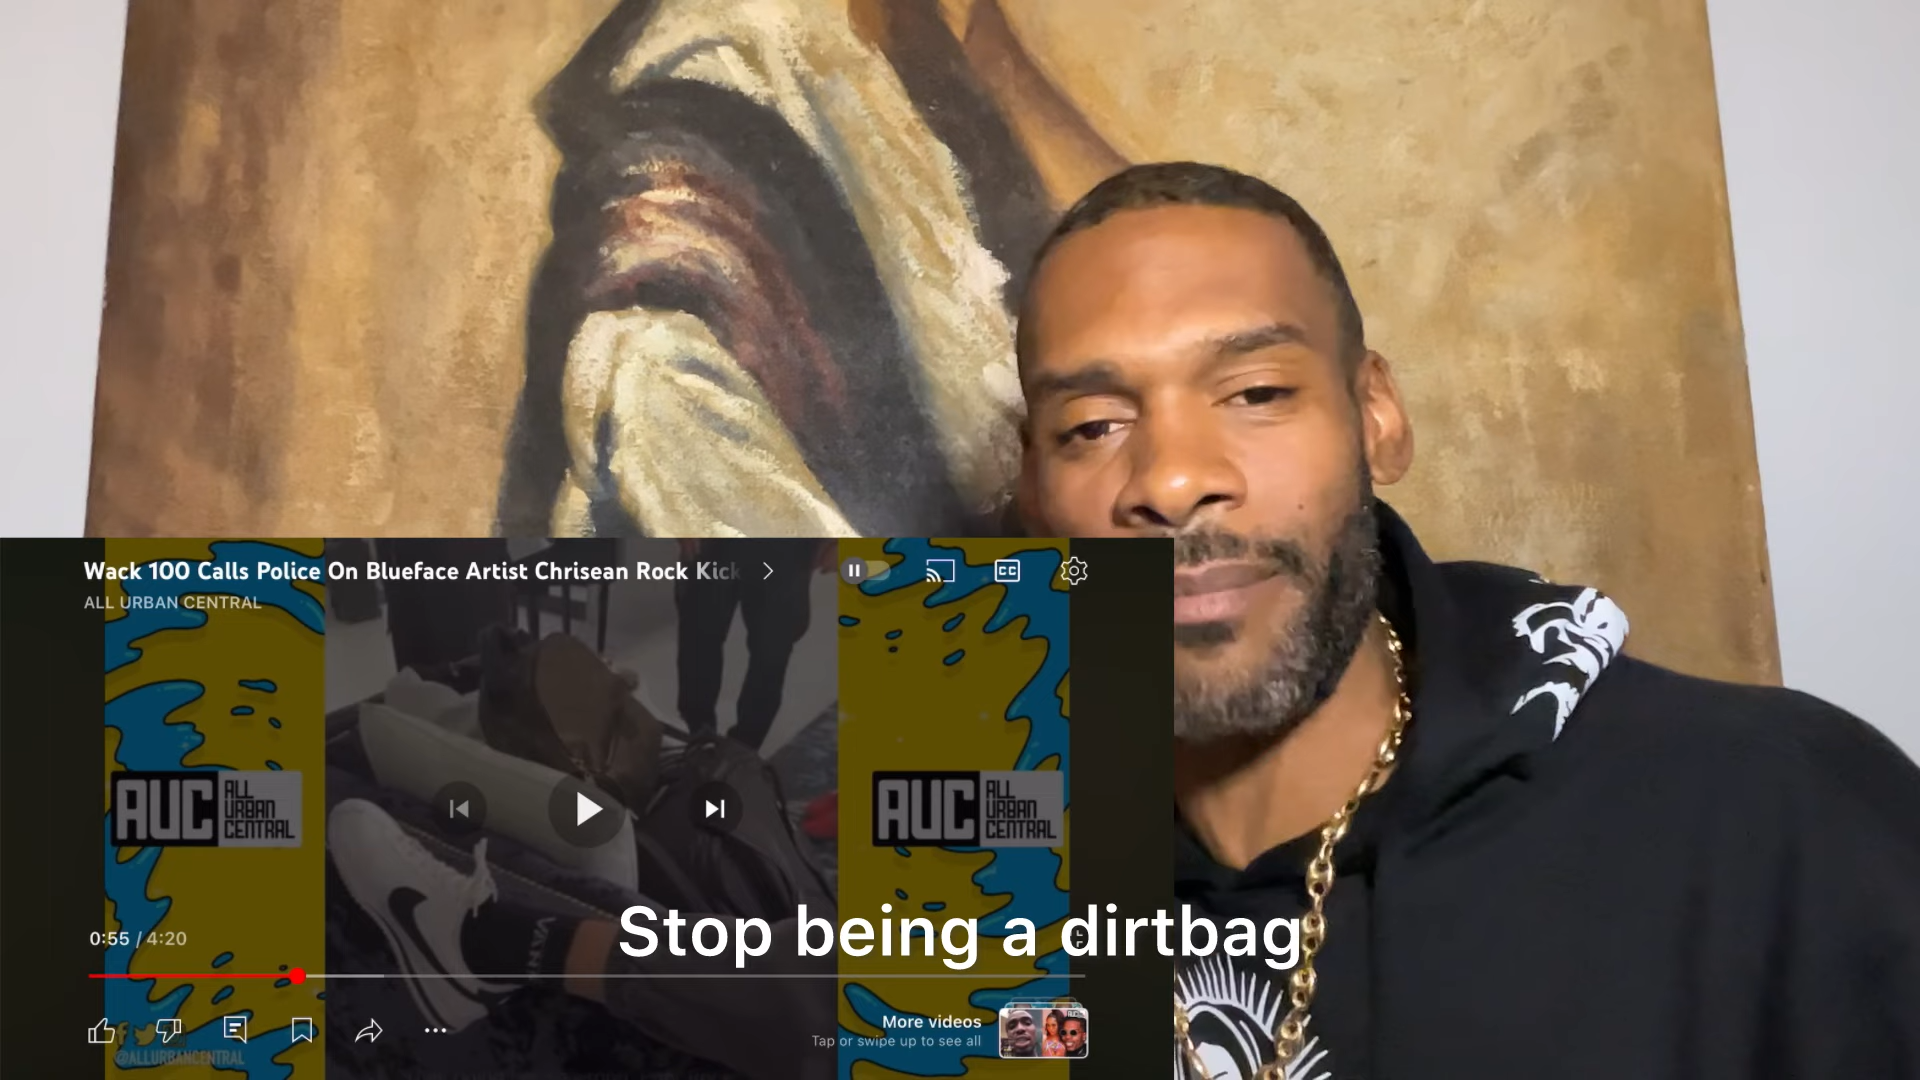 Wack 100 Calls Police On Blueface Artist Chrisean Rock Kick
ALL URBAN CENTRAL
CC
AUC ALL URBAN CENTRAL
AUC ALL URBAN CENTRAL
Stop being a dirtbag
0:55 / 4:20
More videos
Tap or swipe up to see all
@ALLURBANCENTRAL